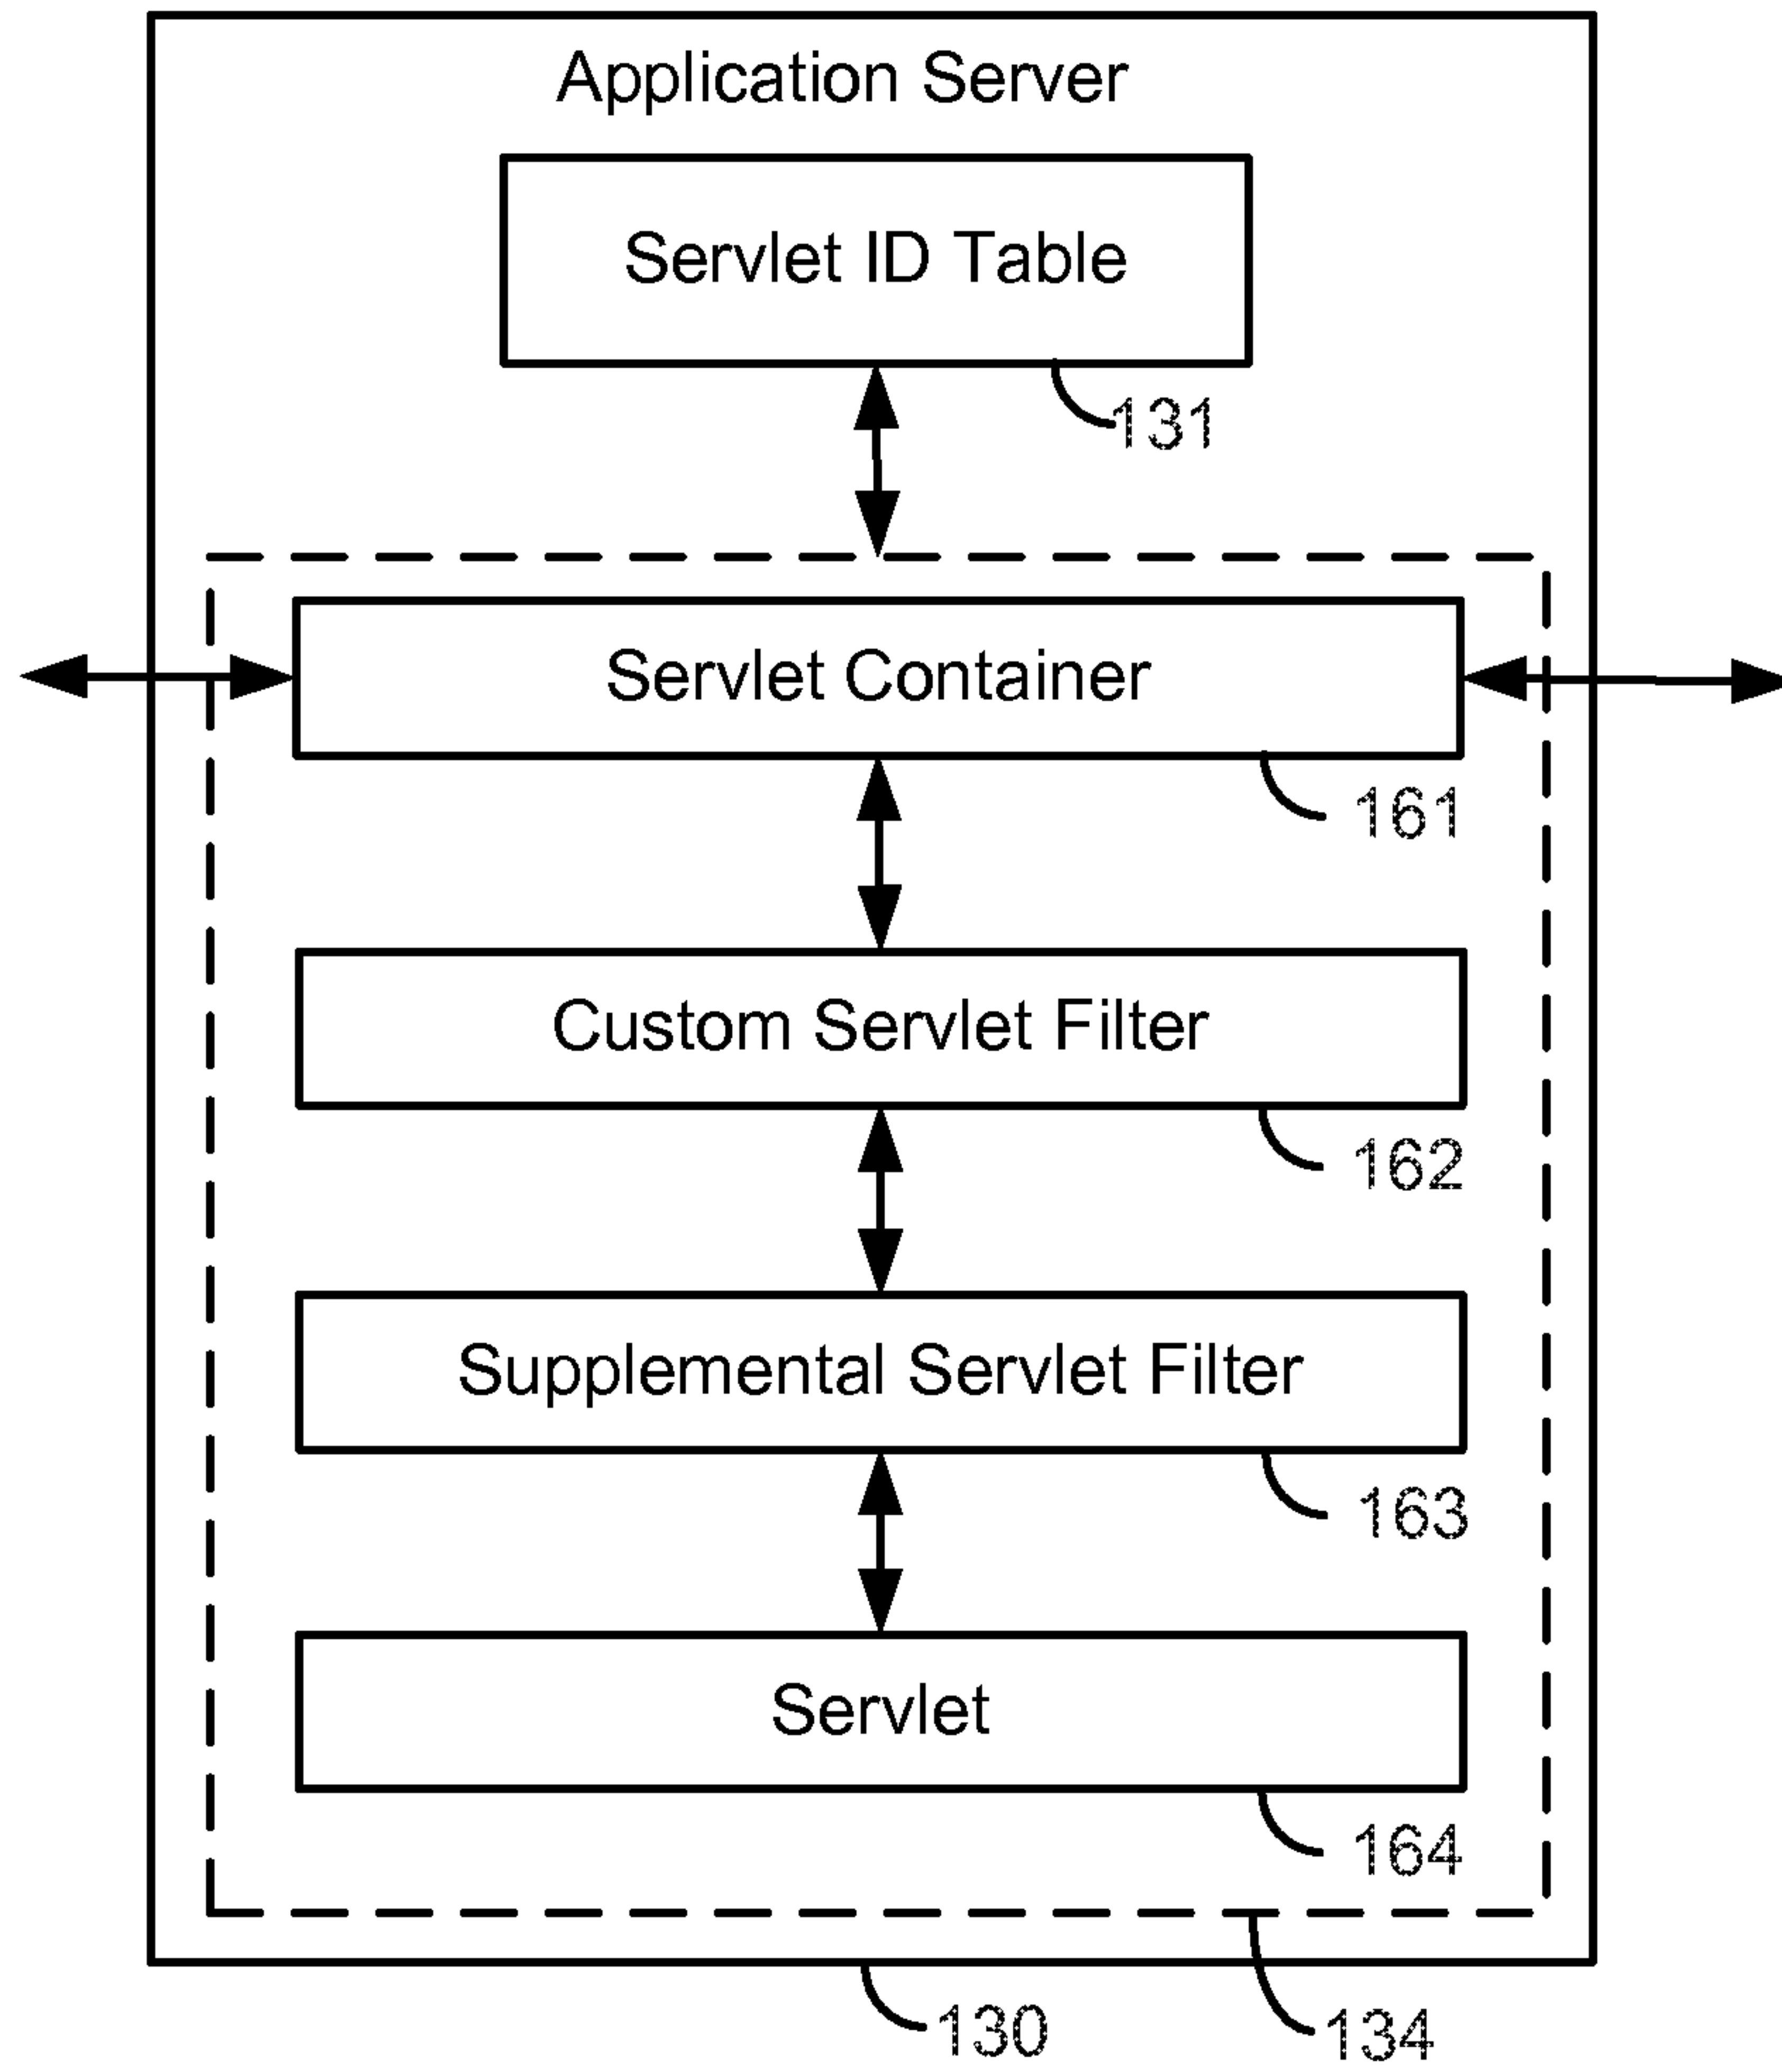 Application Server
Servlet ID Table
131
Servlet Container
161
Custom Servlet Filter
162
Supplemental Servlet Filter
163
Servlet
164
130
134